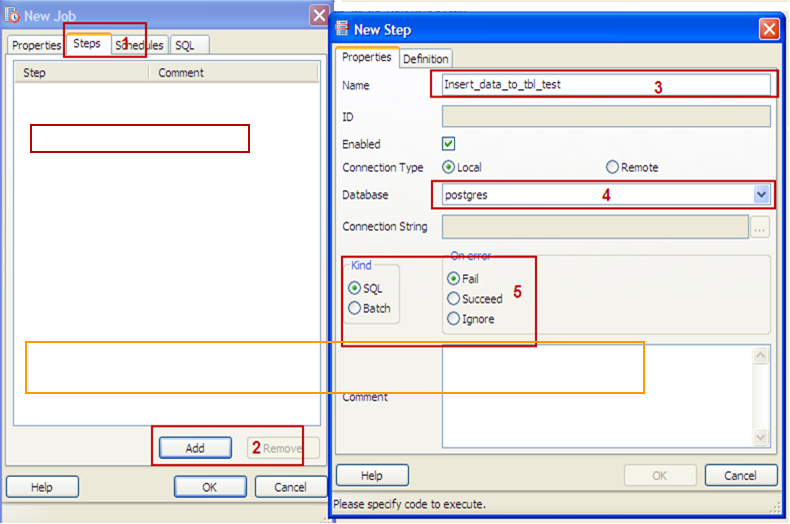 New Job
Properties Steps Schedules SQL
1
Step Comment
Add Remove
2
Help OK Cancel
New Step
Properties Definition
Name Insert_data_to_tbl_test
3
ID
Enabled
Connection Type Local Remote
Database postgres
4
Connection String ...
Kind
SQL
Batch
On error
Fail
Succeed
Ignore
5
Comment
Help OK Cancel
Please specify code to execute.